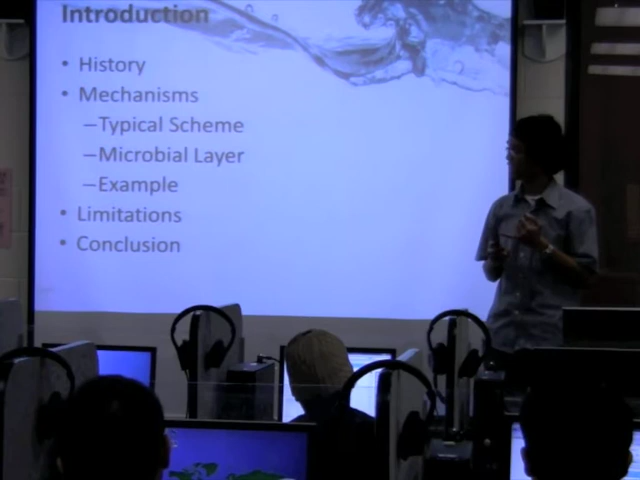 Introduction
• History
• Mechanisms
–Typical Scheme
–Microbial Layer
–Example
• Limitations
• Conclusion